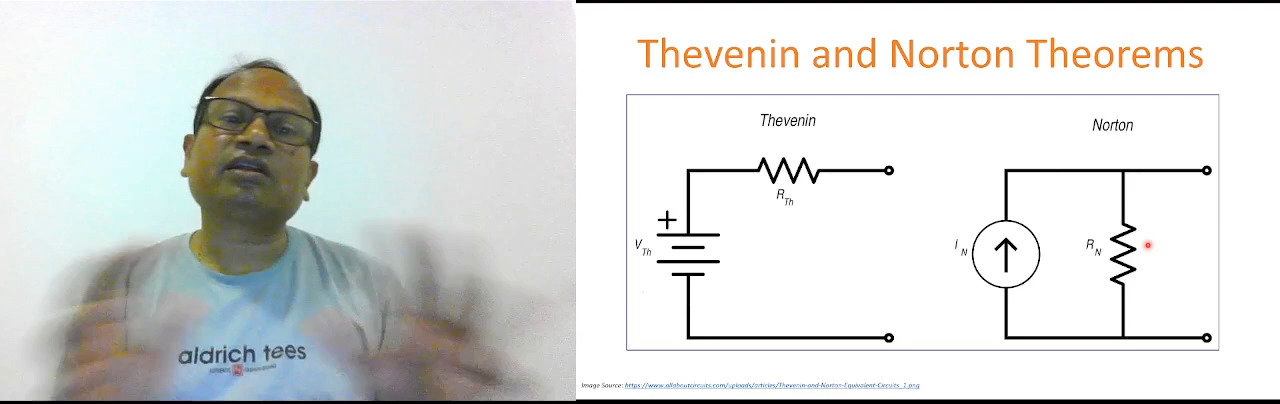 Thevenin and Norton Theorems
Thevenin
Norton
R Th
+
V Th
I N
R N
aldrich tees
Image Source: https://www.allaboutcircuits.com/uploads/articles/Thevenin-and-Norton-Equivalent-Circuits_1.png